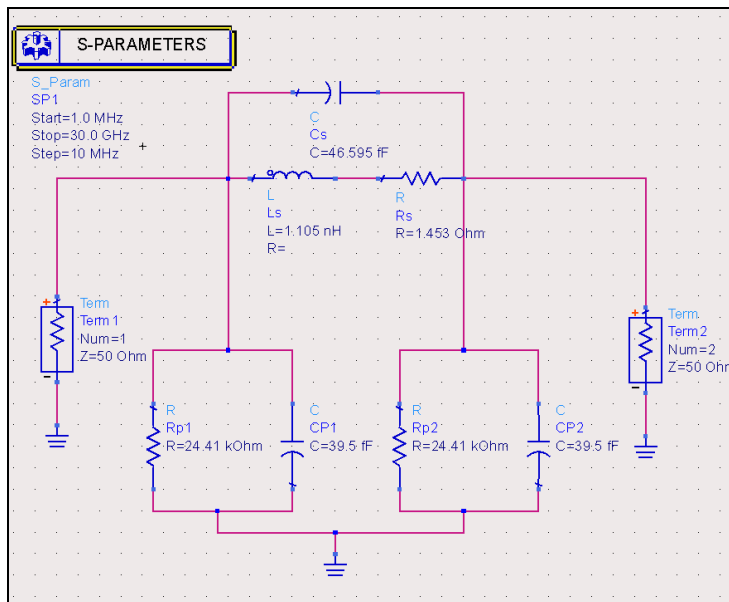 S-PARAMETERS
S_Param
SP1
Start=1.0 MHz
Stop=30.0 GHz
Step=10 MHz
C
Cs
C=46.595 fF
L
Ls
L=1.105 nH
R=
R
Rs
R=1.453 Ohm
+
Term
Term1
Num=1
Z=50 Ohm
-
+
Term
Term2
Num=2
Z=50 Ohm
-
R
Rp1
R=24.41 kOhm
C
CP1
C=39.5 fF
R
Rp2
R=24.41 kOhm
C
CP2
C=39.5 fF